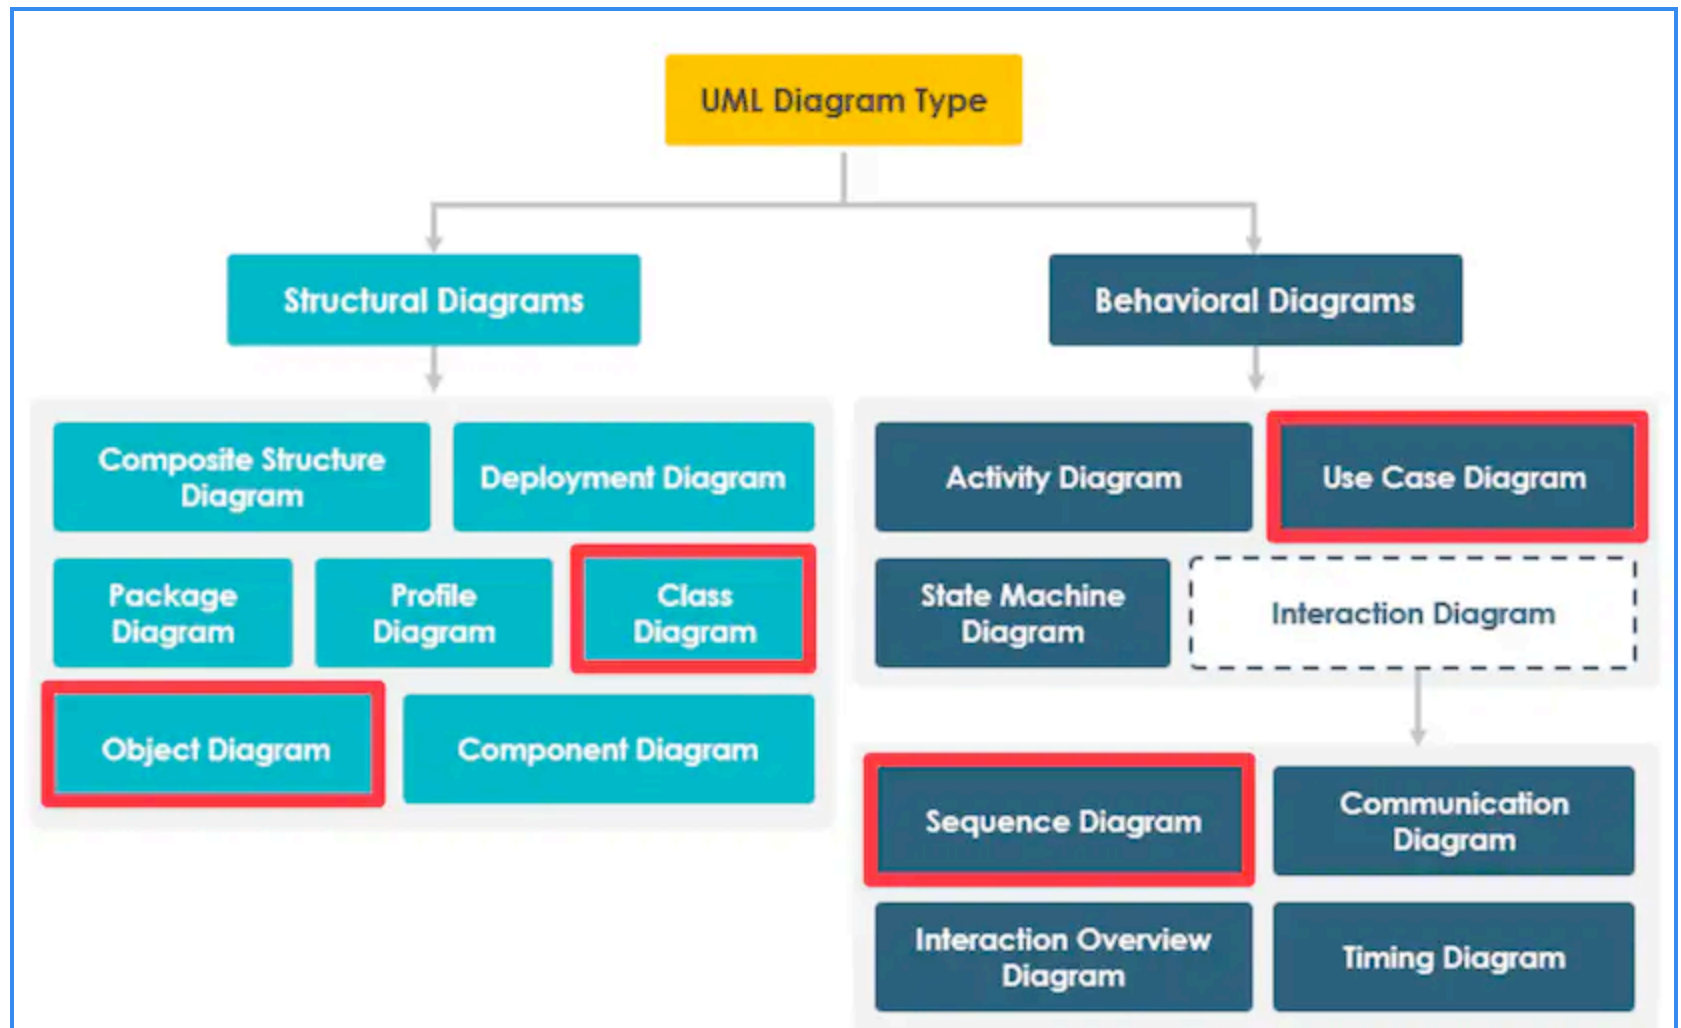 UML Diagram Type
Structural Diagrams
Behavioral Diagrams
Composite Structure
Diagram
Deployment Diagram
Package
Diagram
Profile
Diagram
Class
Diagram
Object Diagram
Component Diagram
Activity Diagram
Use Case Diagram
State Machine
Diagram
Interaction Diagram
Sequence Diagram
Communication
Diagram
Interaction Overview
Diagram
Timing Diagram